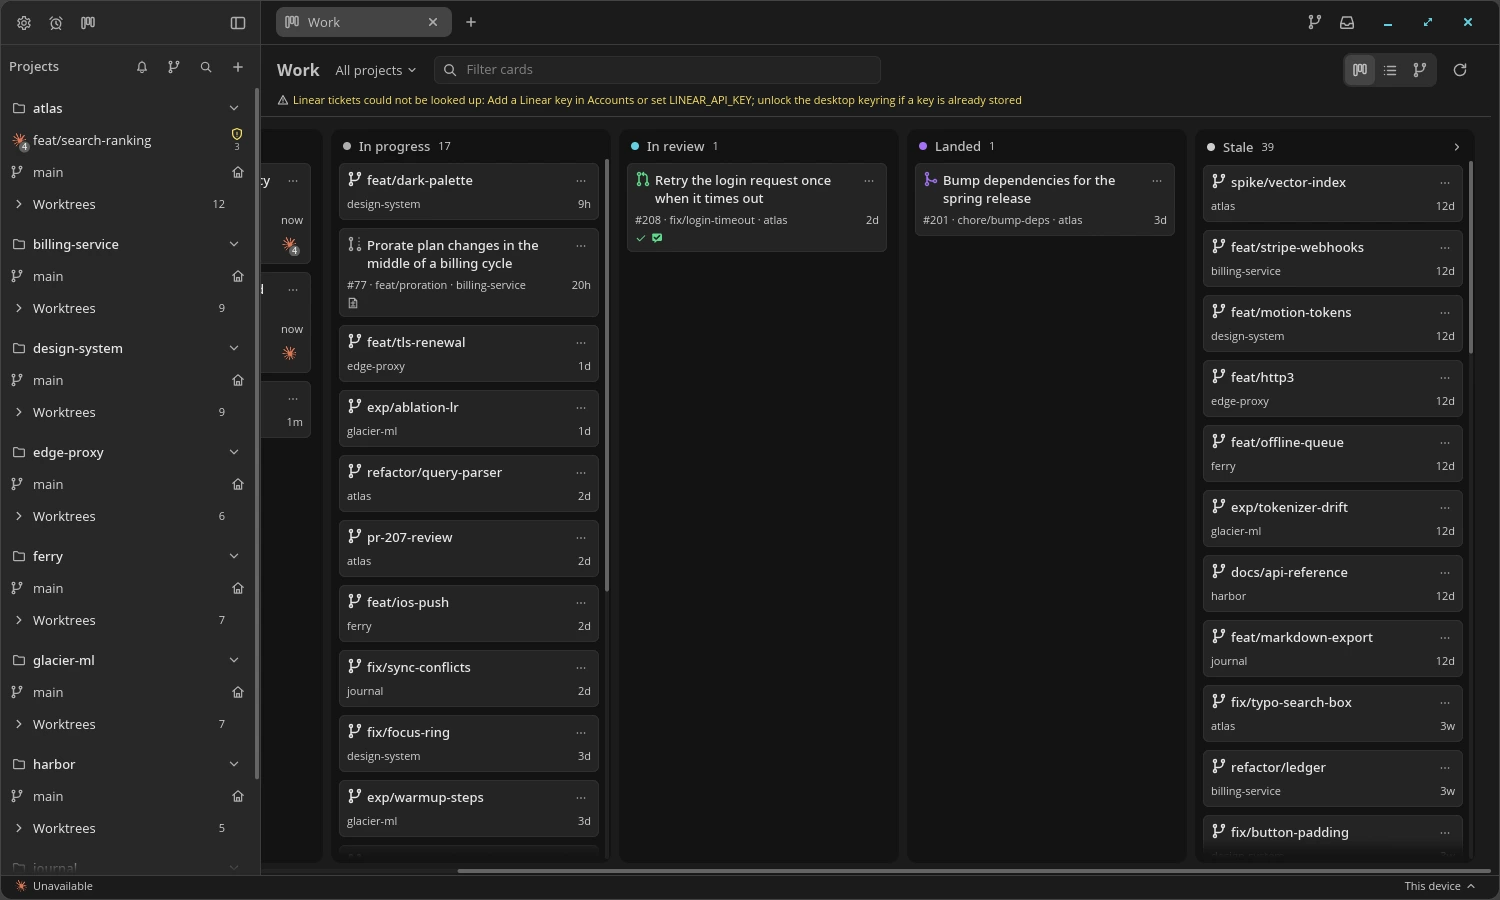 Work
Projects
Work
All projects
Filter cards
Linear tickets could not be looked up: Add a Linear key in Accounts or set LINEAR_API_KEY; unlock the desktop keyring if a key is already stored
atlas
feat/search-ranking
4
3
main
Worktrees
12
billing-service
main
Worktrees
9
design-system
main
Worktrees
9
edge-proxy
main
Worktrees
6
ferry
main
Worktrees
7
glacier-ml
main
Worktrees
7
harbor
main
Worktrees
5
journal
now
4
now
1m
In progress 17
feat/dark-palette
design-system 9h
Prorate plan changes in the
middle of a billing cycle
#77 · feat/proration · billing-service 20h
feat/tls-renewal
edge-proxy 1d
exp/ablation-lr
glacier-ml 1d
refactor/query-parser
atlas 2d
pr-207-review
atlas 2d
feat/ios-push
ferry 2d
fix/sync-conflicts
journal 2d
fix/focus-ring
design-system 3d
exp/warmup-steps
glacier-ml 3d
In review 1
Retry the login request once
when it times out
#208 · fix/login-timeout · atlas 2d
Landed 1
Bump dependencies for the
spring release
#201 · chore/bump-deps · atlas 3d
Stale 39
spike/vector-index
atlas 12d
feat/stripe-webhooks
billing-service 12d
feat/motion-tokens
design-system 12d
feat/http3
edge-proxy 12d
feat/offline-queue
ferry 12d
exp/tokenizer-drift
glacier-ml 12d
docs/api-reference
harbor 12d
feat/markdown-export
journal 12d
fix/typo-search-box
atlas 3w
refactor/ledger
billing-service 3w
fix/button-padding
Unavailable
This device